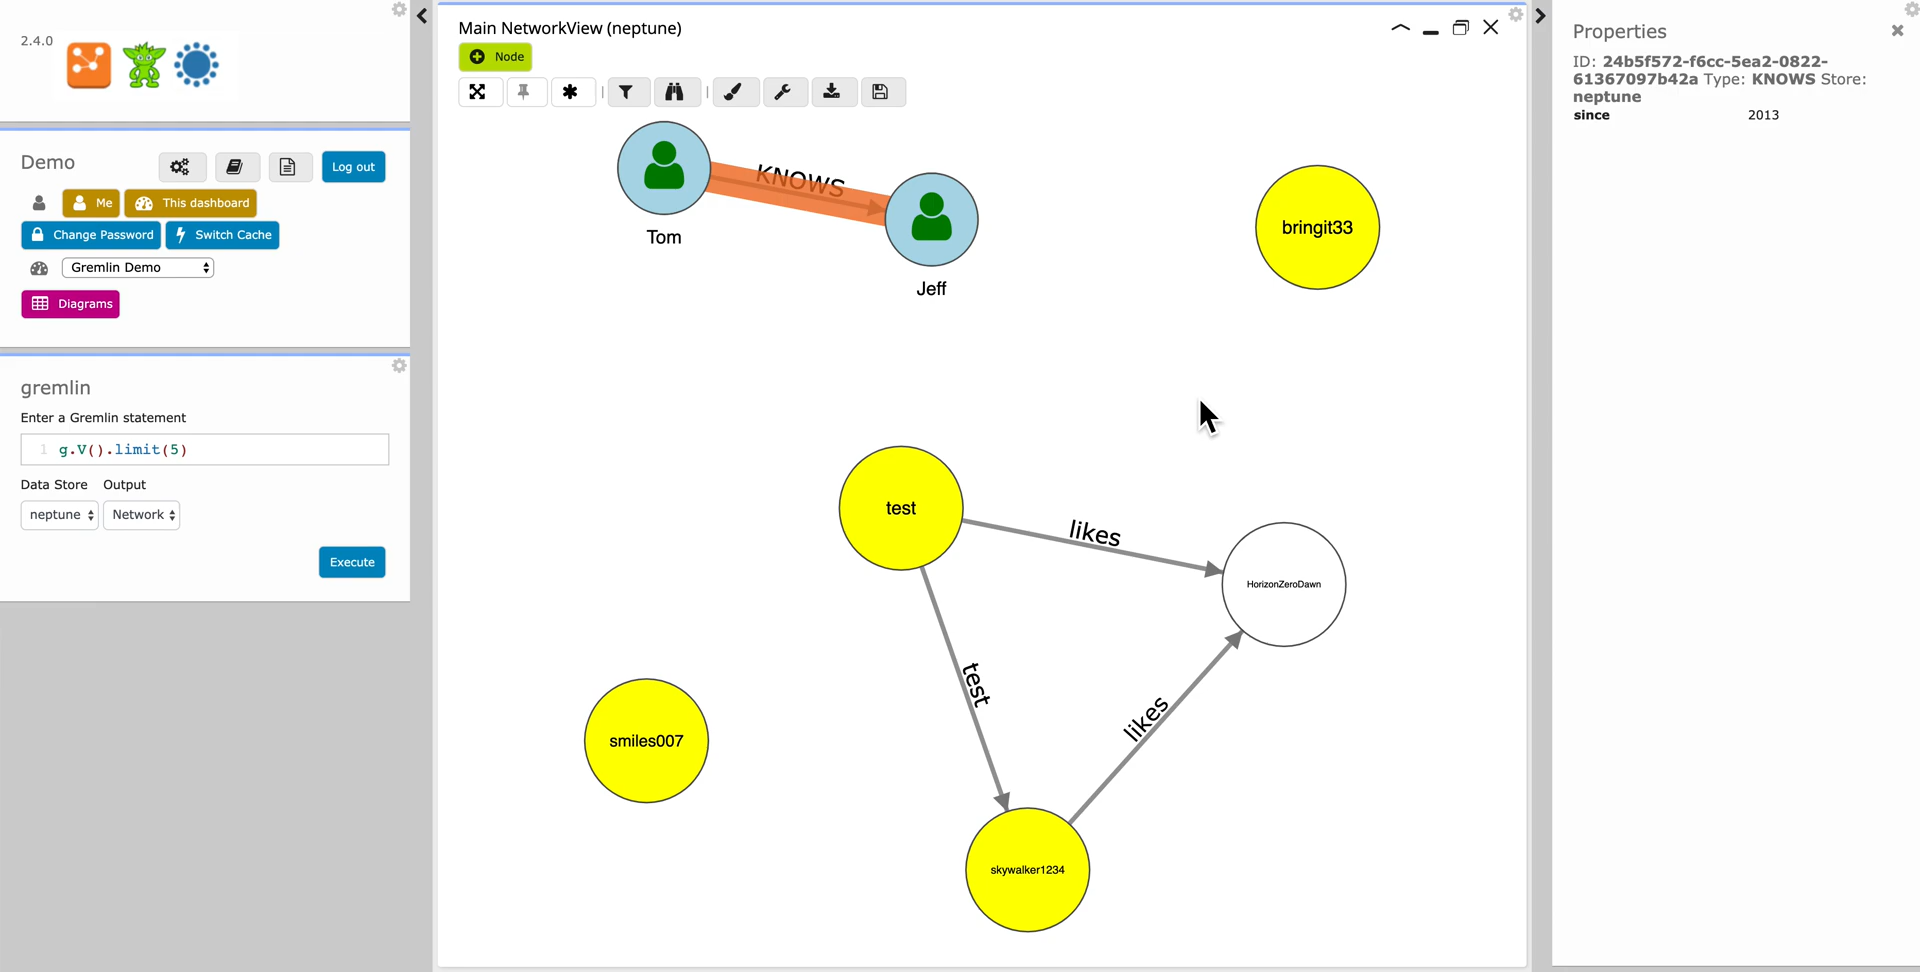 2.4.0
Demo
Log out
Me
This dashboard
Change Password
Switch Cache
Gremlin Demo
Diagrams
gremlin
Enter a Gremlin statement
1 g.V().limit(5)
Data Store Output
neptune Network
Execute
Main NetworkView (neptune)
Node
KNOWS
Tom
Jeff
bringit33
test
likes
HorizonZeroDawn
test
likes
smiles007
skywalker1234
Properties
ID: 24b5f572-f6cc-5ea2-0822-
61367097b42a Type: KNOWS Store:
neptune
since 2013